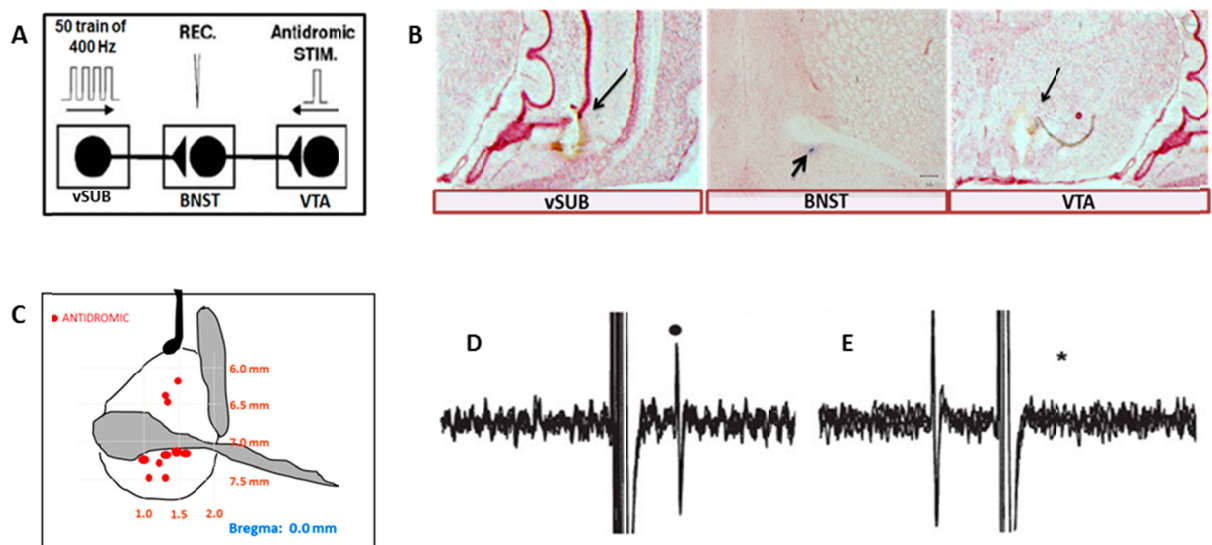 A
50 train of
400 Hz
REC.
Antidromic
STIM.
vSUB
BNST
VTA
B
vSUB
BNST
VTA
C
ANTIDROMIC
6.0 mm
6.5 mm
7.0 mm
7.5 mm
1.0 1.5 2.0
Bregma: 0.0 mm
D
E
*